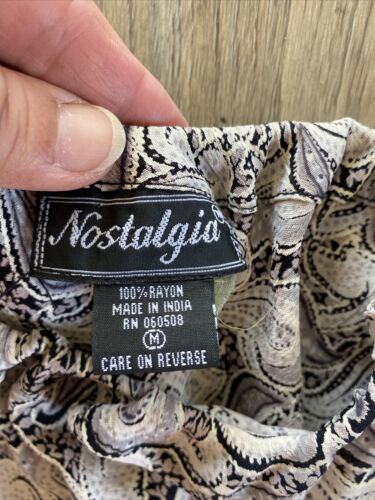 Nostalgia
100% RAYON
MADE IN INDIA
RN 060508
M
CARE ON REVERSE